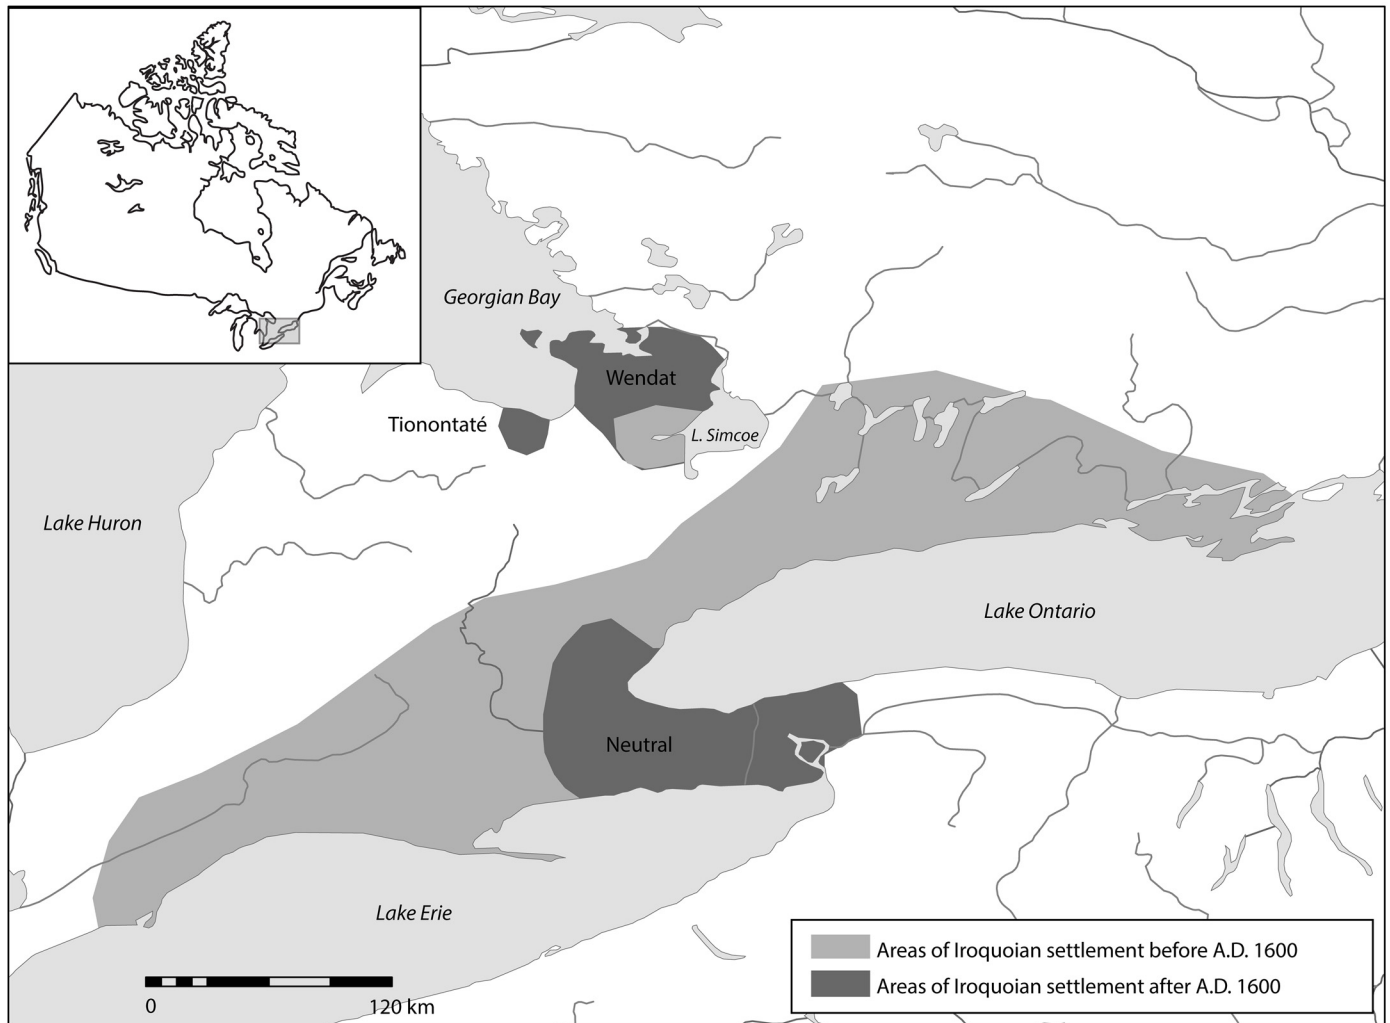 Georgian Bay
Wendat
Tionontaté
L. Simcoe
Lake Huron
Lake Ontario
Neutral
Lake Erie
Areas of Iroquoian settlement before A.D. 1600
Areas of Iroquoian settlement after A.D. 1600
0 120 km